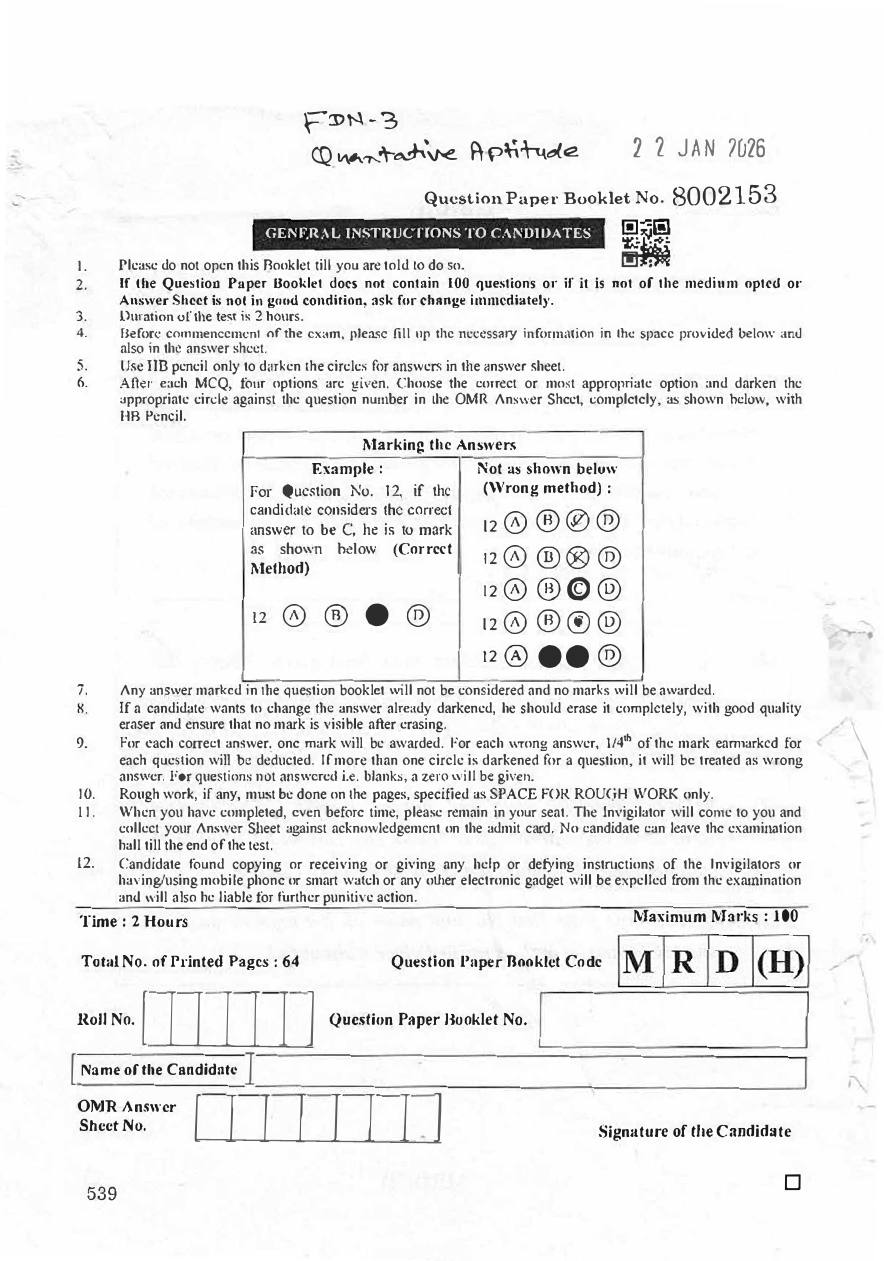 FDN-3
Quantative Aptitude
2 2 JAN 2026
Question Paper Booklet No. 8002153
GENERAL INSTRUCTIONS TO CANDIDATES
1. Please do not open this Booklet till you are told to do so.
2. If the Question Paper Booklet does not contain 100 questions or if it is not of the medium opted or
Answer Sheet is not in good condition, ask for change immediately.
3. Duration of the test is 2 hours.
4. Before commencement of the exam, please fill up the necessary information in the space provided below and
also in the answer sheet.
5. Use HB pencil only to darken the circles for answers in the answer sheet.
6. After each MCQ, four options are given. Choose the correct or most appropriate option and darken the
appropriate circle against the question number in the OMR Answer Sheet, completely, as shown below, with
HB Pencil.
Marking the Answers
Example :
For Question No. 12, if the
candidate considers the correct
answer to be C, he is to mark
as shown below (Correct
Method)
12 A B D
Not as shown below
(Wrong method) :
12 A B C D
12 A B C D
12 A B C D
12 A B D
12 A D
7. Any answer marked in the question booklet will not be considered and no marks will be awarded.
8. If a candidate wants to change the answer already darkened, he should erase it completely, with good quality
eraser and ensure that no mark is visible after erasing.
9. For each correct answer, one mark will be awarded. For each wrong answer, 1/4th of the mark earmarked for
each question will be deducted. If more than one circle is darkened for a question, it will be treated as wrong
answer. For questions not answered i.e. blanks, a zero will be given.
10. Rough work, if any, must be done on the pages, specified as SPACE FOR ROUGH WORK only.
11. When you have completed, even before time, please remain in your seat. The Invigilator will come to you and
collect your Answer Sheet against acknowledgement on the admit card. No candidate can leave the examination
hall till the end of the test.
12. Candidate found copying or receiving or giving any help or defying instructions of the Invigilators or
having/using mobile phone or smart watch or any other electronic gadget will be expelled from the examination
and will also be liable for further punitive action.
Time : 2 Hours Maximum Marks : 100
Total No. of Printed Pages : 64 Question Paper Booklet Code M R D (H)
Roll No. Question Paper Booklet No.
Name of the Candidate
OMR Answer
Sheet No.
Signature of the Candidate
539